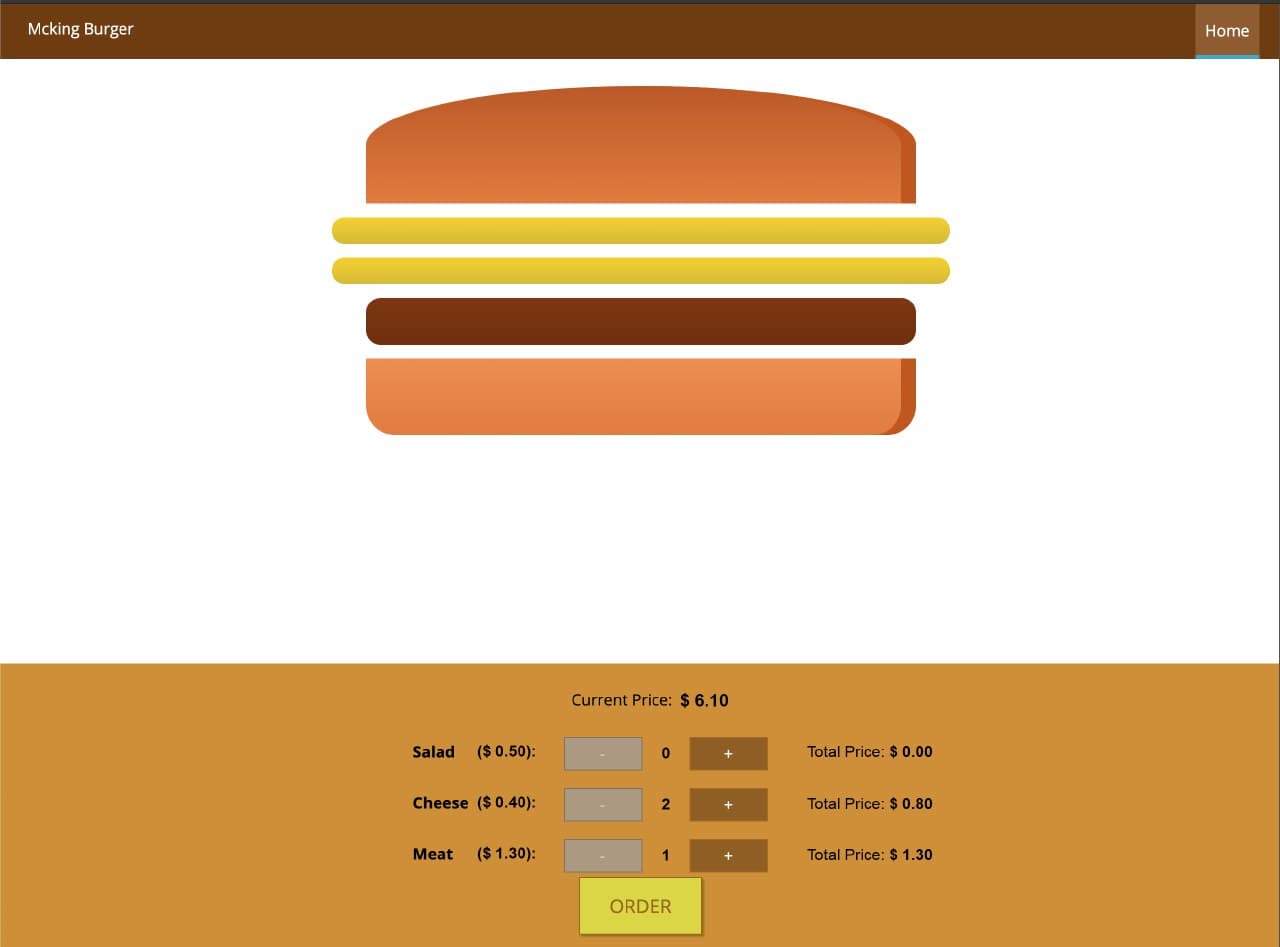 Mcking Burger Home
Current Price: $ 6.10
Salad ($ 0.50): - 0 + Total Price: $ 0.00
Cheese ($ 0.40): - 2 + Total Price: $ 0.80
Meat ($ 1.30): - 1 + Total Price: $ 1.30
ORDER